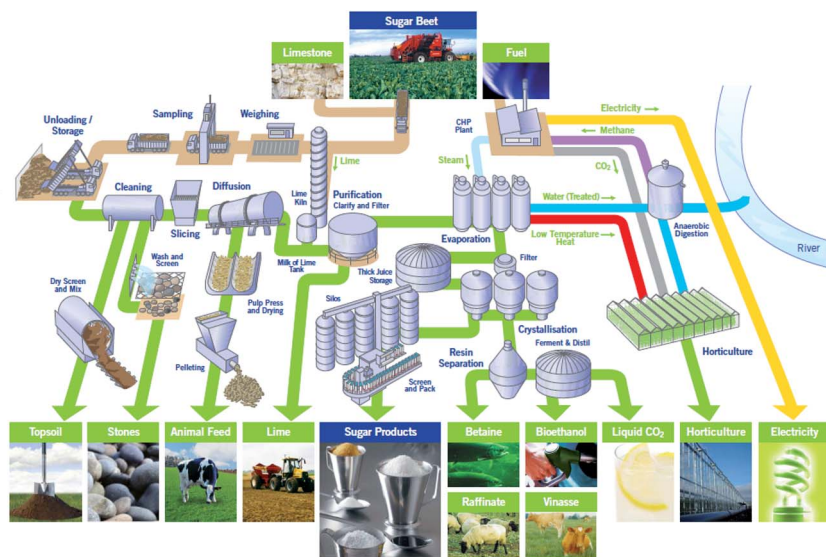 Sugar Beet
Limestone
Fuel
Electricity
Sampling
Weighing
CHP
Plant
Methane
Unloading /
Storage
Lime
Steam
CO2
Cleaning
Diffusion
Lime
Kiln
Purification
Clarify and Filter
Water (Treated)
Slicing
Evaporation
Low Temperature
Heat
Anaerobic
Digestion
River
Wash and
Screen
Milk of Lime
Tank
Thick Juice
Storage
Filter
Dry Screen
and Mix
Pulp Press
and Drying
Silos
Pelleting
Crystallisation
Resin
Separation
Ferment & Distil
Horticulture
Screen
and Pack
Topsoil
Stones
Animal Feed
Lime
Sugar Products
Betaine
Bioethanol
Liquid CO2
Horticulture
Electricity
Raffinate
Vinasse